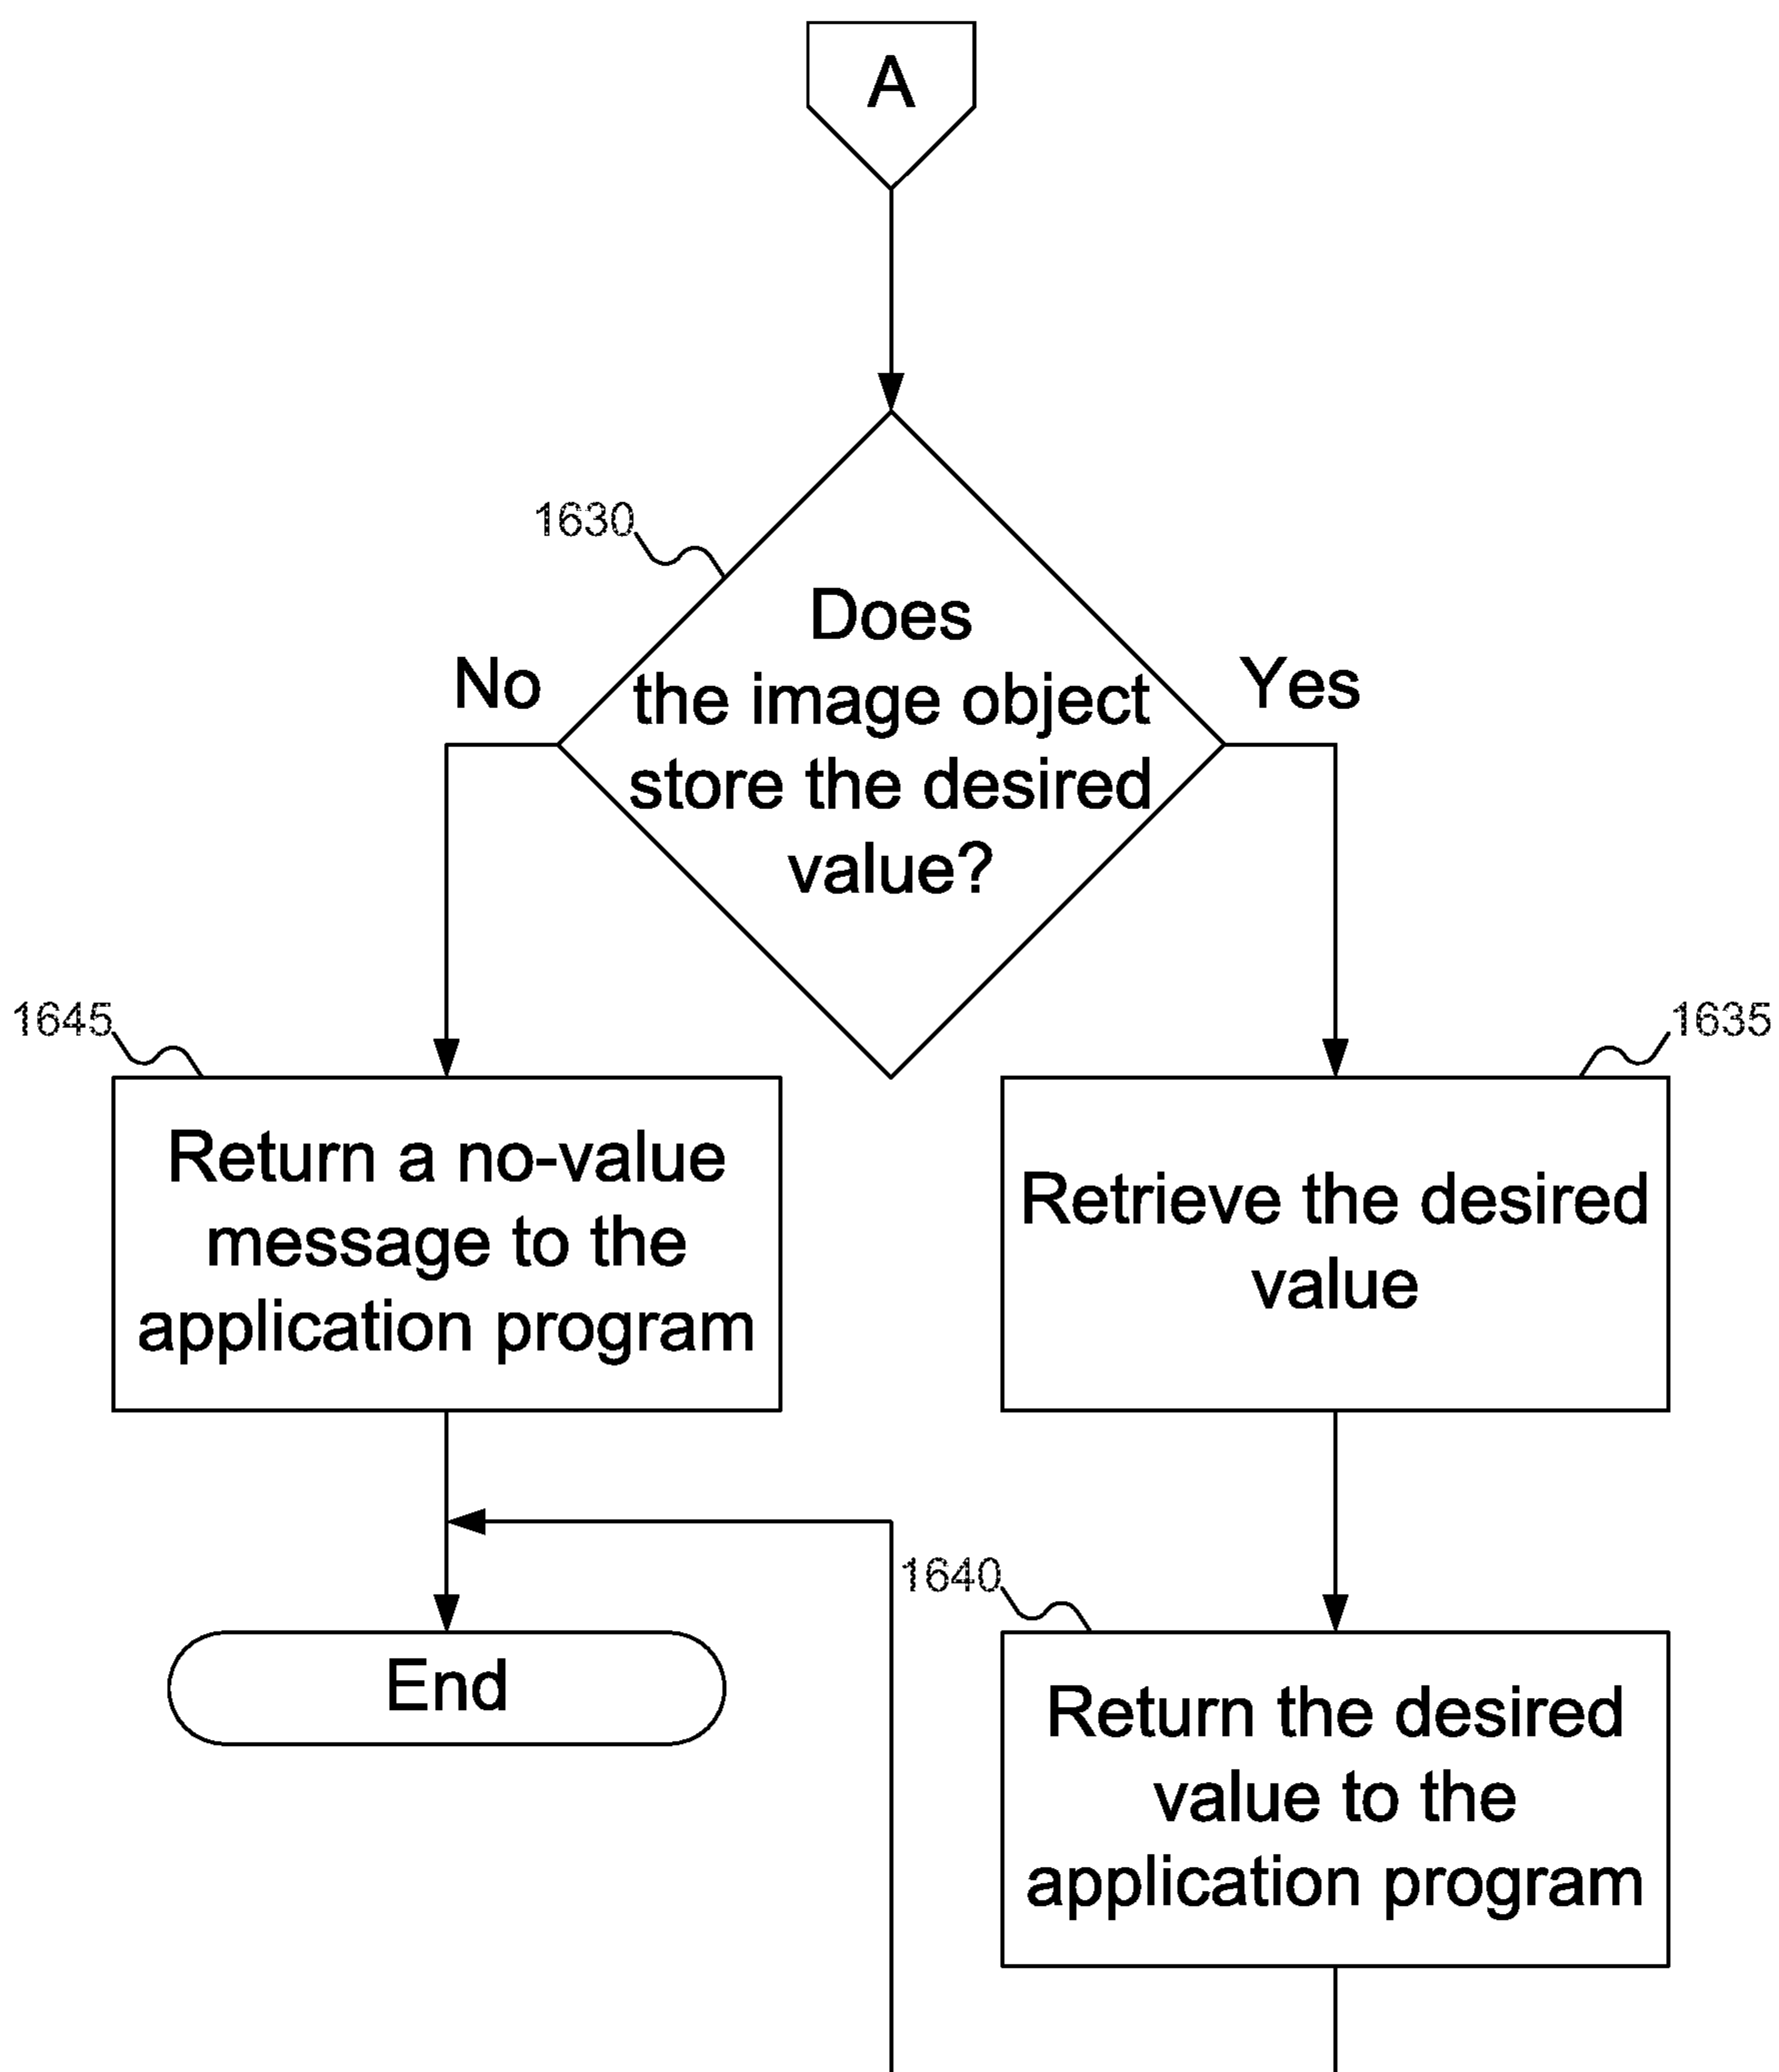 A
1630
Does
the image object
store the desired
value?
No
Yes
1645
Return a no-value
message to the
application program
1635
Retrieve the desired
value
End
1640
Return the desired
value to the
application program